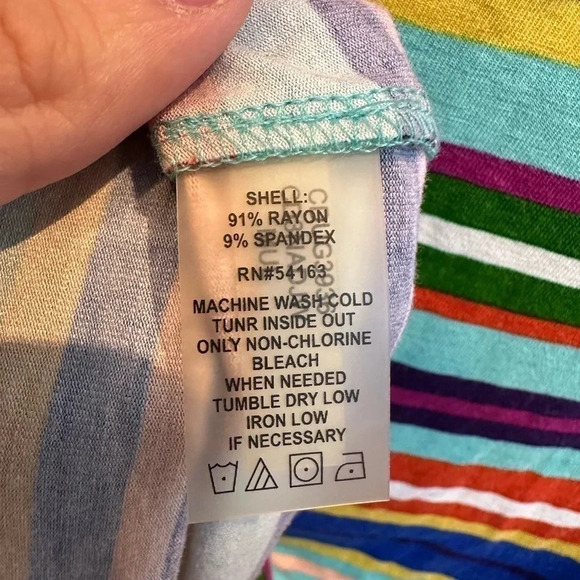 SHELL:
91% RAYON
9% SPANDEX
RN#54163
MACHINE WASH COLD
TUNR INSIDE OUT
ONLY NON-CHLORINE
BLEACH
WHEN NEEDED
TUMBLE DRY LOW
IRON LOW
IF NECESSARY